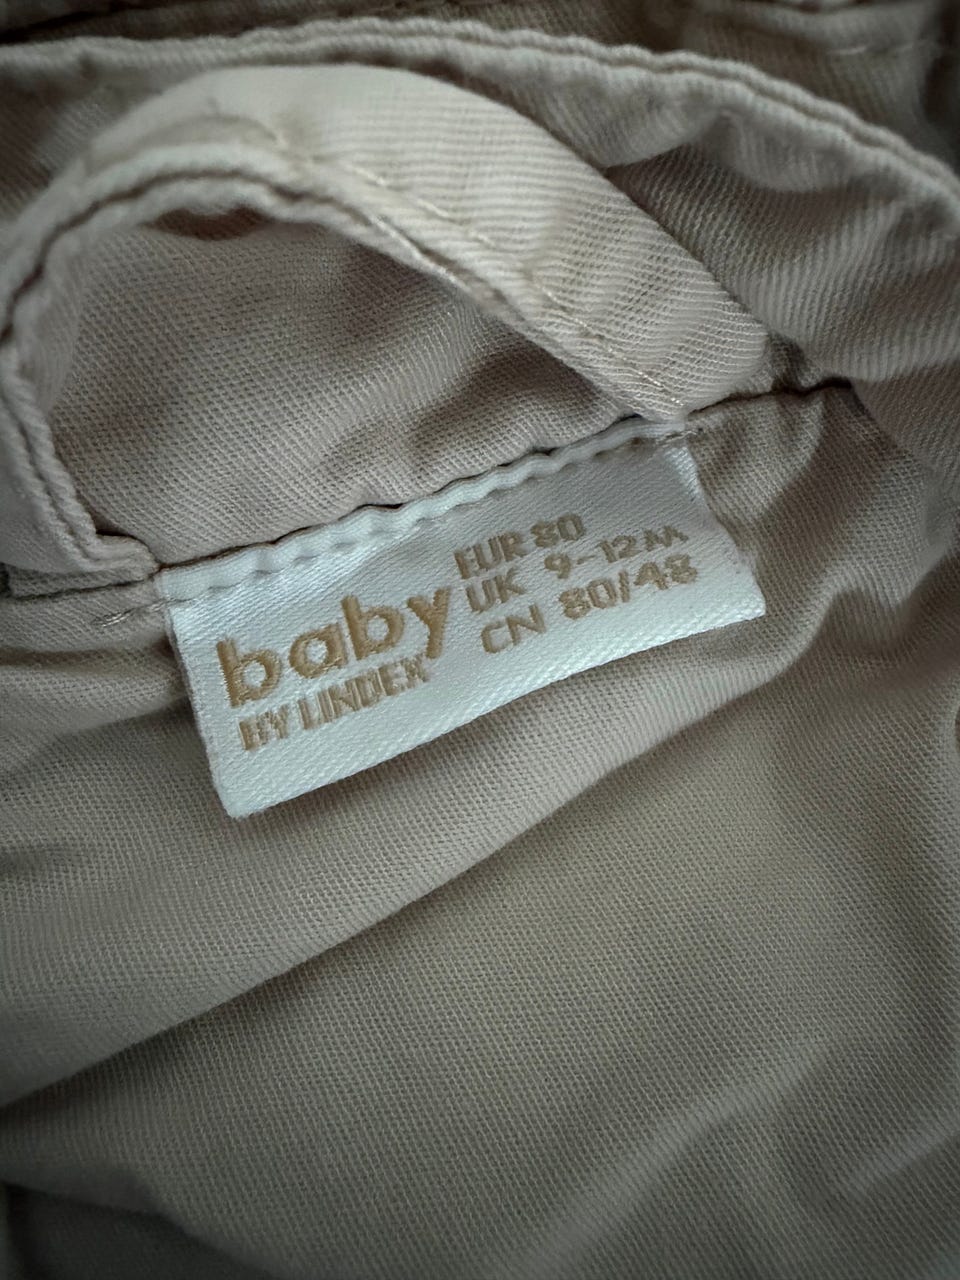 baby
BY LINDEX
EUR 80
UK 9-12M
CN 80/48